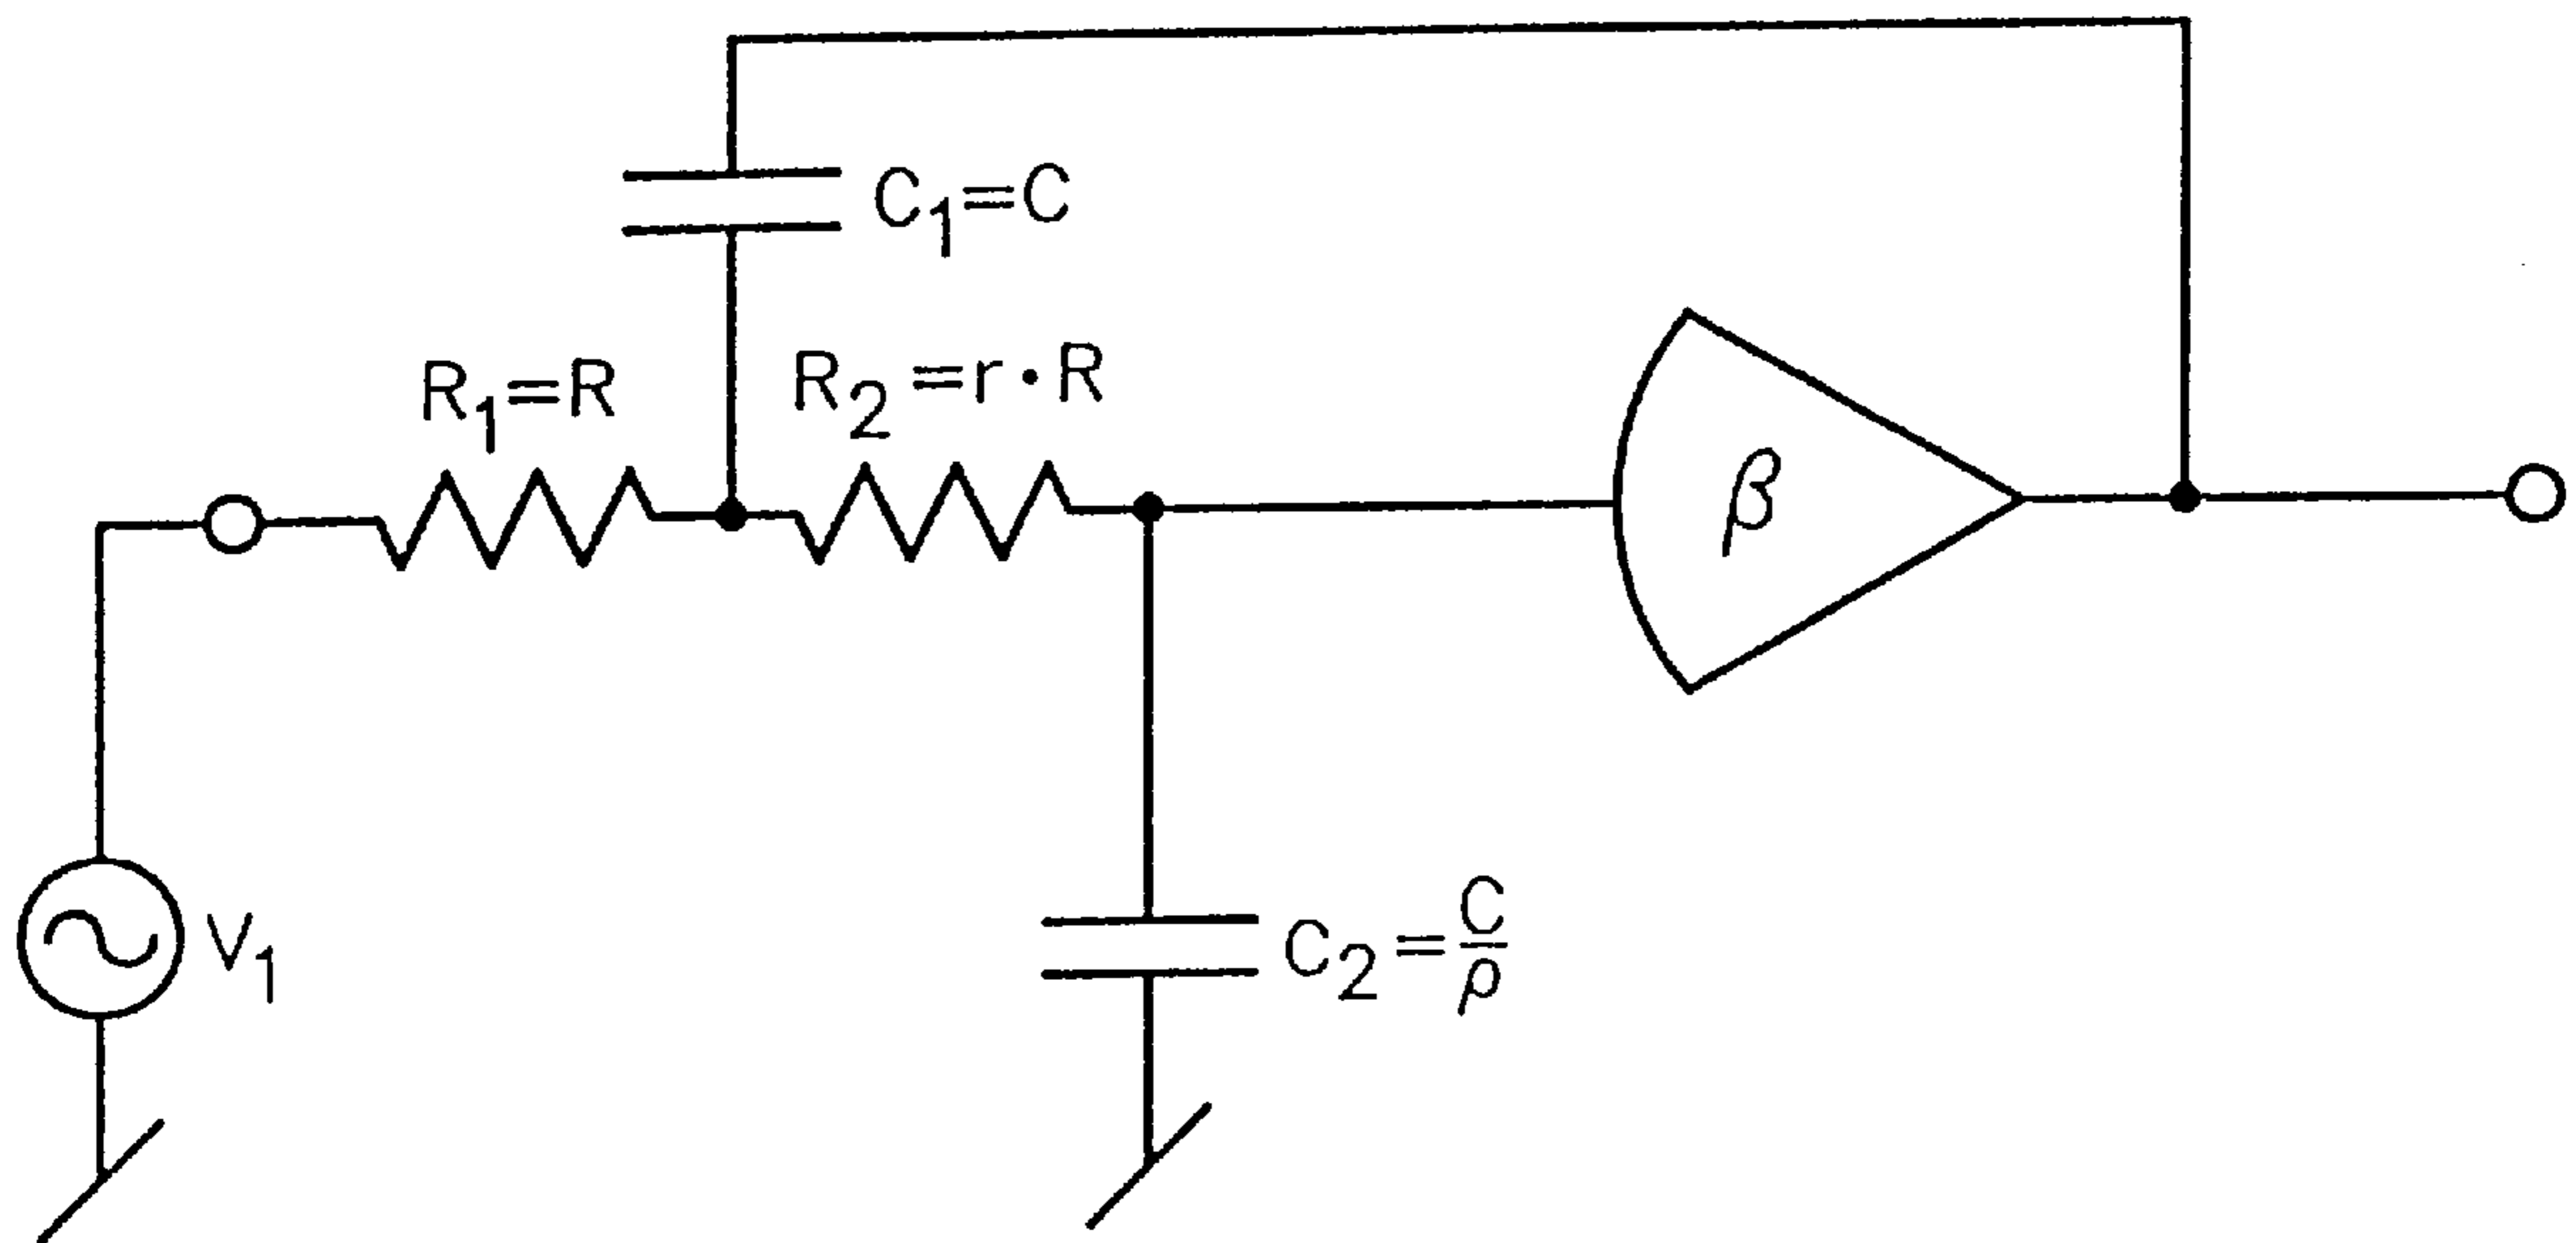 C₁=C
R₁=R
R₂=r·R
β
V₁
C₂=C/ρ